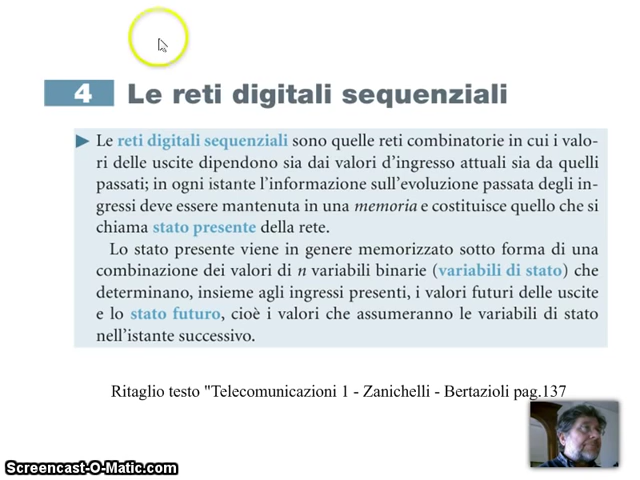 4 Le reti digitali sequenziali
Le reti digitali sequenziali sono quelle reti combinatorie in cui i valo-
ri delle uscite dipendono sia dai valori d'ingresso attuali sia da quelli
passati; in ogni istante l'informazione sull'evoluzione passata degli in-
gressi deve essere mantenuta in una memoria e costituisce quello che si
chiama stato presente della rete.
Lo stato presente viene in genere memorizzato sotto forma di una
combinazione dei valori di n variabili binarie (variabili di stato) che
determinano, insieme agli ingressi presenti, i valori futuri delle uscite
e lo stato futuro, cioè i valori che assumeranno le variabili di stato
nell'istante successivo.
Ritaglio testo "Telecomunicazioni 1 - Zanichelli - Bertazioli pag.137
Screencast-O-Matic.com